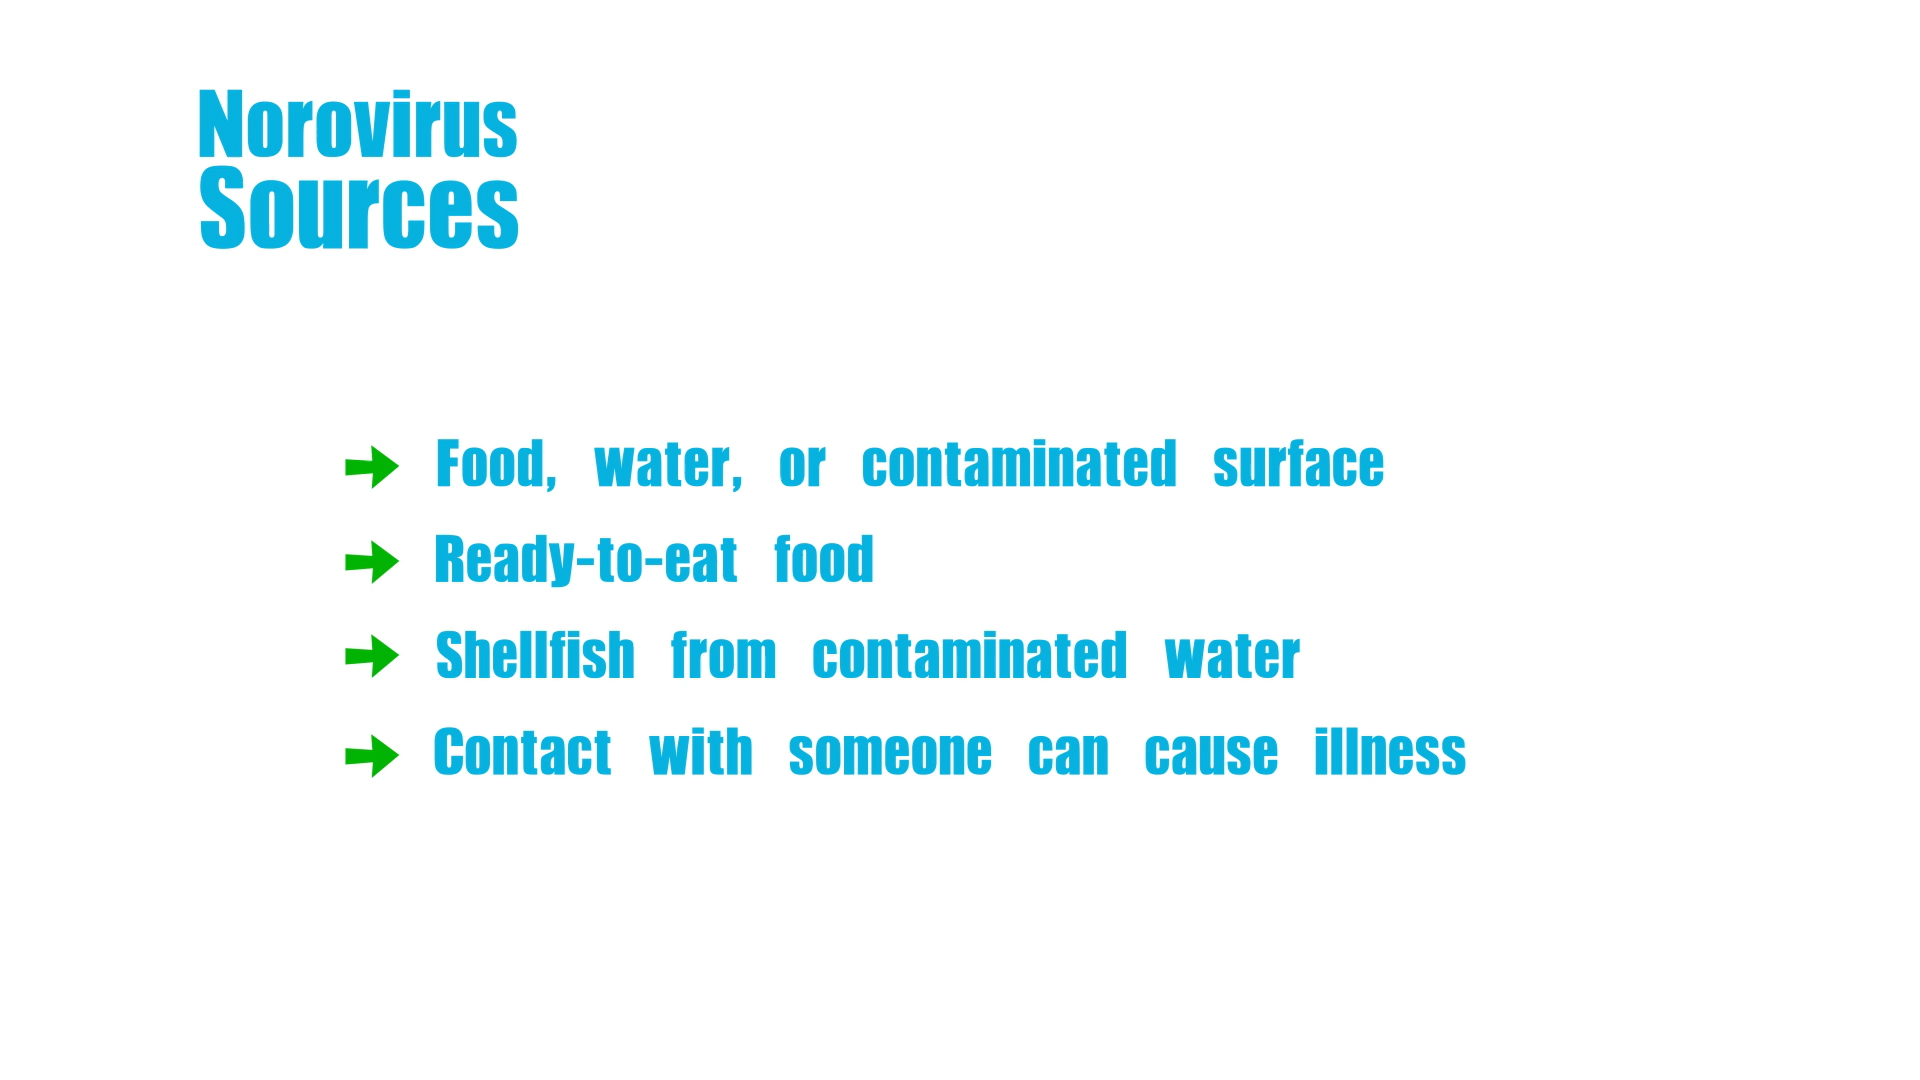 Norovirus
Sources
Food, water, or contaminated surface
Ready-to-eat food
Shellfish from contaminated water
Contact with someone can cause illness